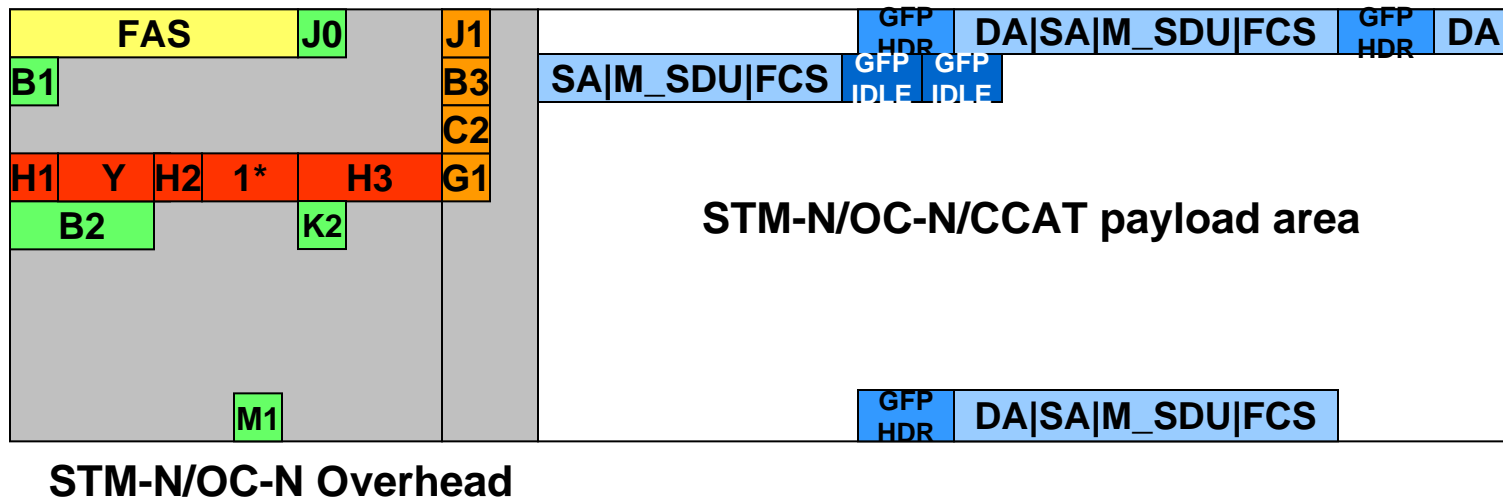 FAS J0 J1 GFP HDR DA|SA|M_SDU|FCS GFP HDR DA
B1 B3 SA|M_SDU|FCS GFP IDLE GFP IDLE
C2
H1 Y H2 1* H3 G1
B2 K2 STM-N/OC-N/CCAT payload area
M1 GFP HDR DA|SA|M_SDU|FCS
STM-N/OC-N Overhead